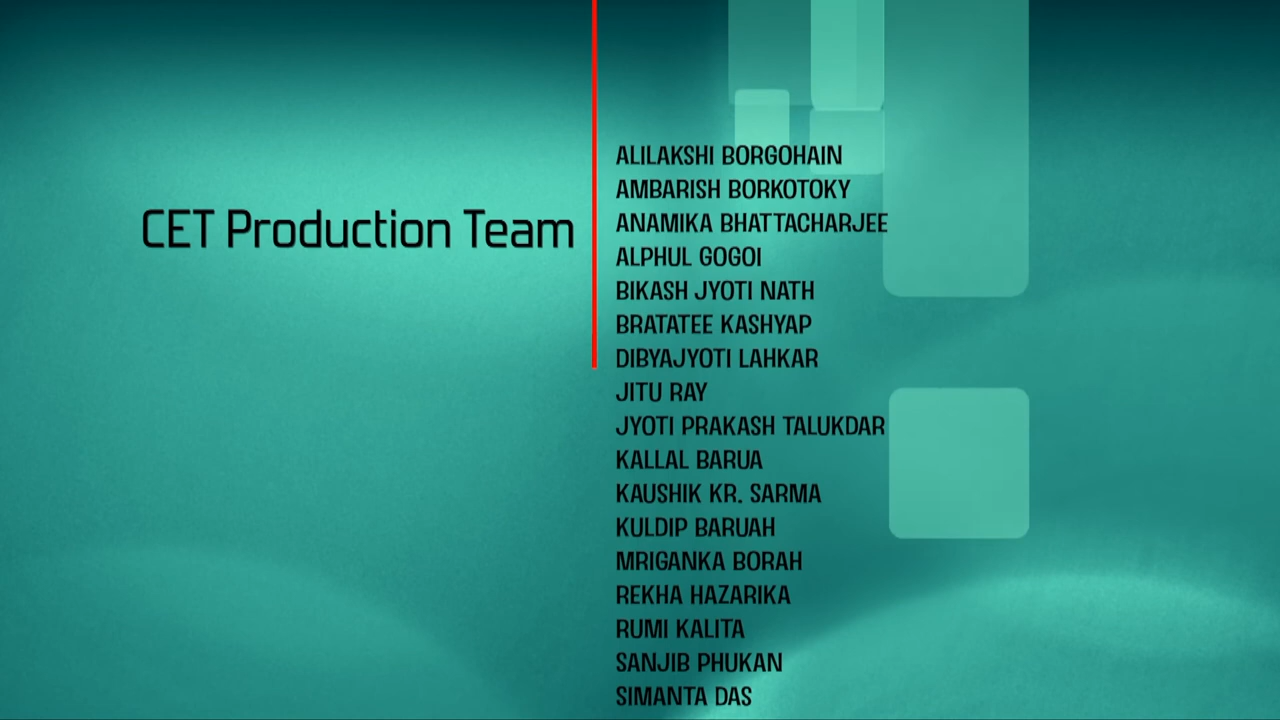 CET Production Team
ALILAKSHI BORGOHAIN
AMBARISH BORKOTOKY
ANAMIKA BHATTACHARJEE
ALPHUL GOGOI
BIKASH JYOTI NATH
BRATATEE KASHYAP
DIBYAJYOTI LAHKAR
JITU RAY
JYOTI PRAKASH TALUKDAR
KALLAL BARUA
KAUSHIK KR. SARMA
KULDIP BARUAH
MRIGANKA BORAH
REKHA HAZARIKA
RUMI KALITA
SANJIB PHUKAN
SIMANTA DAS